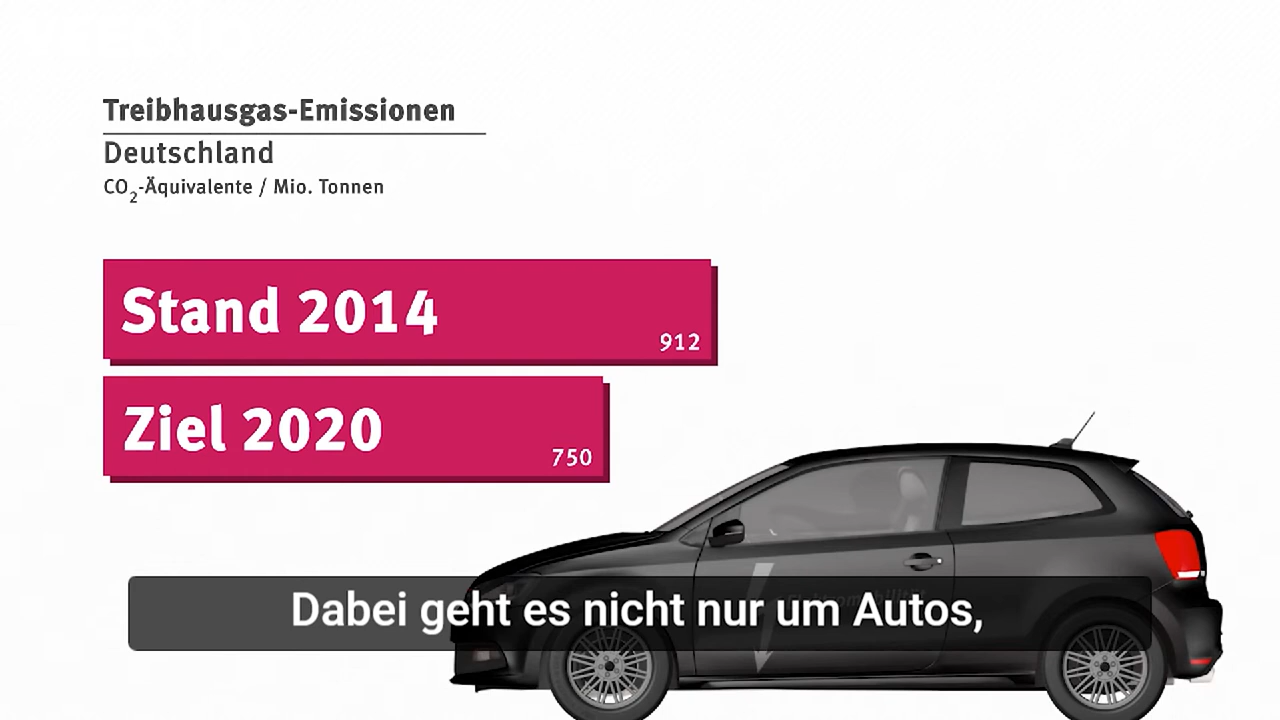 Treibhausgas-Emissionen
Deutschland
CO₂-Äquivalente / Mio. Tonnen
Stand 2014
912
Ziel 2020
750
Dabei geht es nicht nur um Autos,